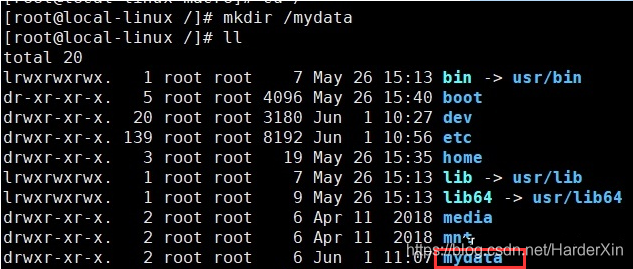 [root@local-linux /]# mkdir /mydata
[root@local-linux /]# ll
total 20
lrwxrwxrwx.   1 root root    7 May 26 15:13 bin -> usr/bin
dr-xr-xr-x.   5 root root 4096 May 26 15:40 boot
drwxr-xr-x.  20 root root 3180 Jun  1 10:27 dev
drwxr-xr-x. 139 root root 8192 Jun  1 10:56 etc
drwxr-xr-x.   3 root root   19 May 26 15:35 home
lrwxrwxrwx.   1 root root    7 May 26 15:13 lib -> usr/lib
lrwxrwxrwx.   1 root root    9 May 26 15:13 lib64 -> usr/lib64
drwxr-xr-x.   2 root root    6 Apr 11  2018 media
drwxr-xr-x.   2 root root    6 Apr 11  2018 mnt
https://blog.csdn.net/HarderXin
drwxr-xr-x.   2 root root    6 Jun  1 11:07 mydata